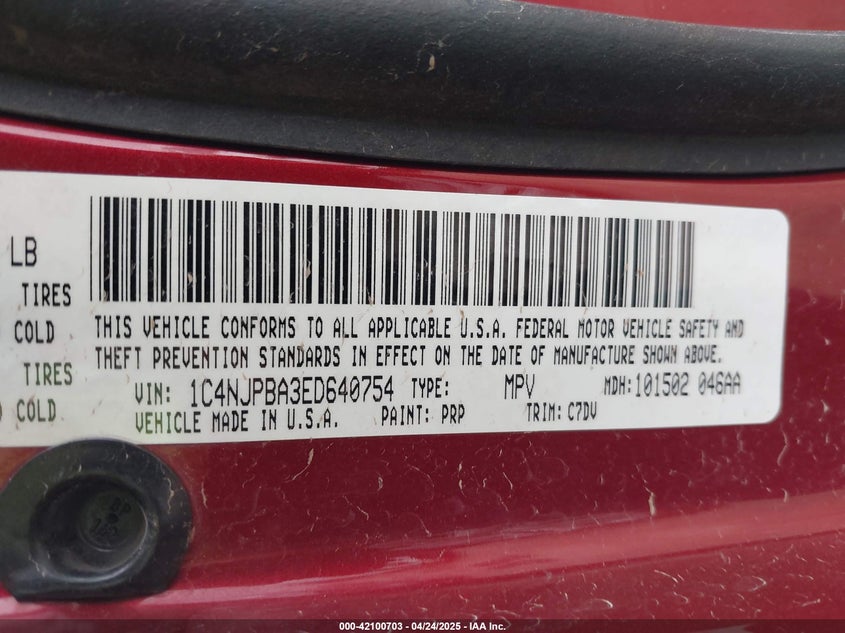 LB
TIRES
COLD
TIRES
COLD
THIS VEHICLE CONFORMS TO ALL APPLICABLE U.S.A. FEDERAL MOTOR VEHICLE SAFETY AND
THEFT PREVENTION STANDARDS IN EFFECT ON THE DATE OF MANUFACTURE SHOWN ABOVE.
VIN: 1C4NJPBA3ED640754 TYPE: MPV MDH:101502 046AA
VEHICLE MADE IN U.S.A. PAINT: PRP TRIM: C7DV
000-42100703 - 04/24/2025 - IAA Inc.